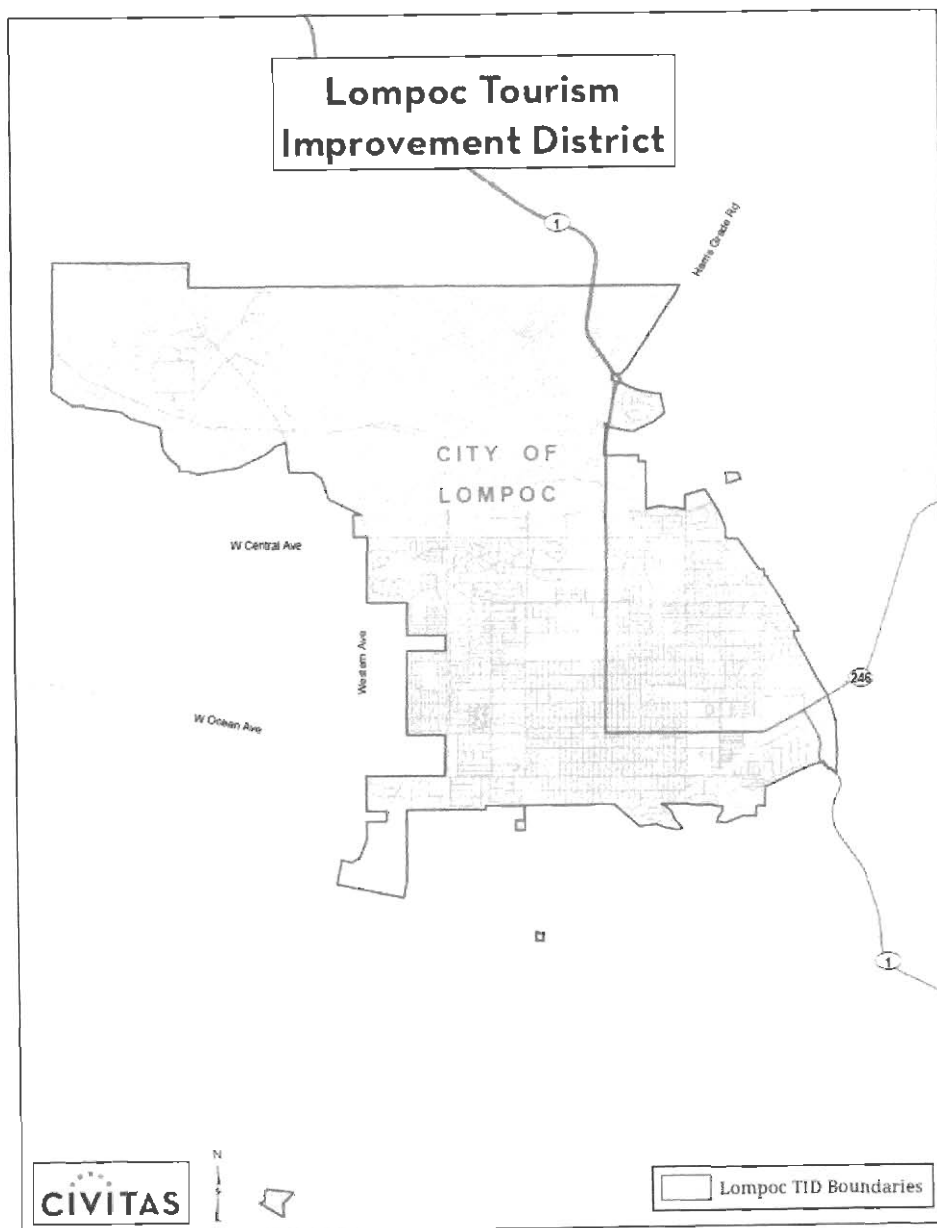 Lompoc Tourism
Improvement District
1
Harris Grade Rd
CITY OF
LOMPOC
W Central Ave
Western Ave
246
W Ocean Ave
1
N
CIVITAS
Lompoc TID Boundaries